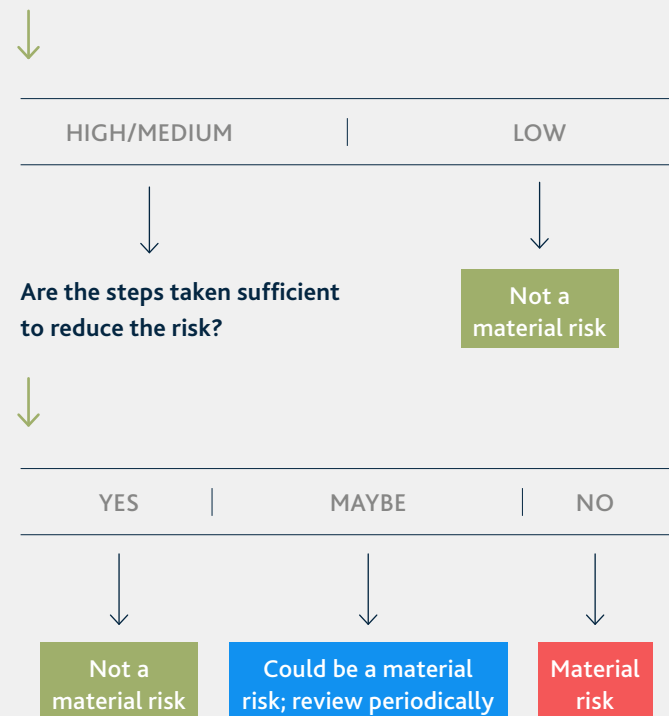 HIGH/MEDIUM | LOW
Are the steps taken sufficient
to reduce the risk?
Not a
material risk
YES | MAYBE | NO
Not a
material risk
Could be a material
risk; review periodically
Material
risk